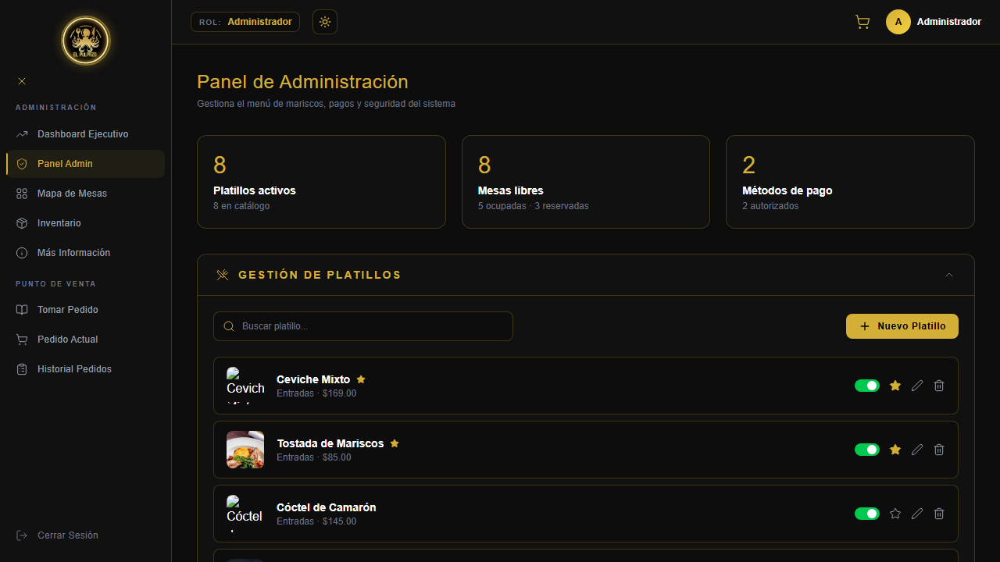 EL PULPAZO
ROL: Administrador
A Administrador
ADMINISTRACIÓN
Dashboard Ejecutivo
Panel Admin
Mapa de Mesas
Inventario
Más Información
PUNTO DE VENTA
Tomar Pedido
Pedido Actual
Historial Pedidos
Cerrar Sesión
Panel de Administración
Gestiona el menú de mariscos, pagos y seguridad del sistema
8
Platillos activos
8 en catálogo
8
Mesas libres
5 ocupadas · 3 reservadas
2
Métodos de pago
2 autorizados
GESTIÓN DE PLATILLOS
Buscar platillo...
Nuevo Platillo
Cevich
Ceviche Mixto
Entradas · $169.00
Tostada de Mariscos
Entradas · $85.00
Cóctel
Cóctel de Camarón
Entradas · $145.00